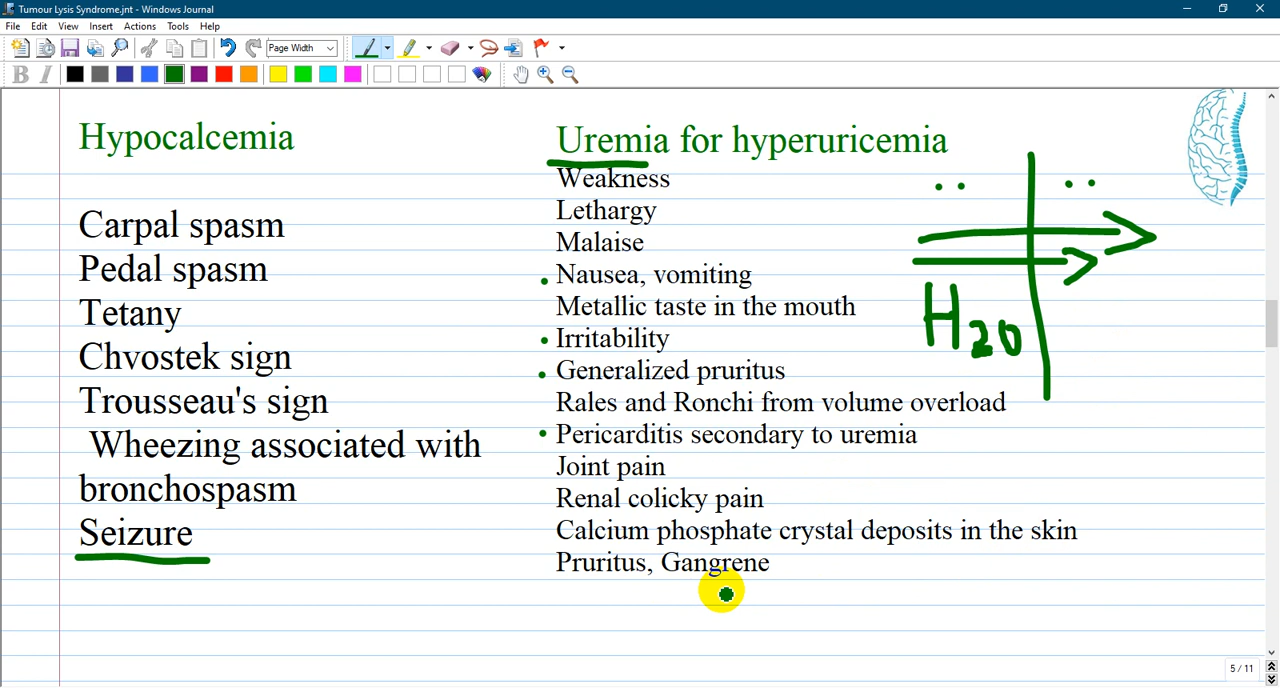 Tumour Lysis Syndrome.jnt - Windows Journal
File Edit View Insert Actions Tools Help
Page Width
B I
Hypocalcemia
Carpal spasm
Pedal spasm
Tetany
Chvostek sign
Trousseau's sign
Wheezing associated with
bronchospasm
Seizure
Uremia for hyperuricemia
Weakness
Lethargy
Malaise
Nausea, vomiting
Metallic taste in the mouth
Irritability
Generalized pruritus
Rales and Ronchi from volume overload
Pericarditis secondary to uremia
Joint pain
Renal colicky pain
Calcium phosphate crystal deposits in the skin
Pruritus, Gangrene
H20
5 / 11